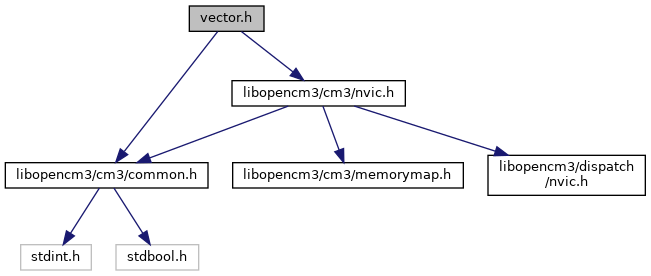 vector.h
libopencm3/cm3/nvic.h
libopencm3/cm3/common.h
libopencm3/cm3/memorymap.h
libopencm3/dispatch
/nvic.h
stdint.h
stdbool.h